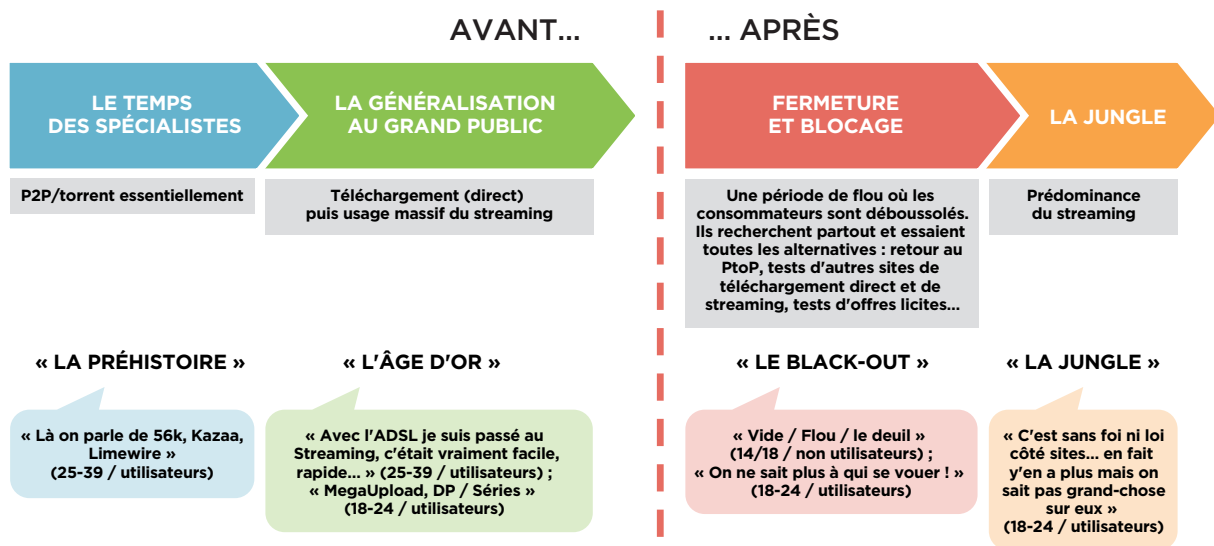 AVANT...
... APRÈS
LE TEMPS
DES SPÉCIALISTES
LA GÉNÉRALISATION
AU GRAND PUBLIC
FERMETURE
ET BLOCAGE
LA JUNGLE
P2P/torrent essentiellement
Téléchargement (direct)
puis usage massif du streaming
Une période de flou où les
consommateurs sont déboussolés.
Ils recherchent partout et essaient
toutes les alternatives : retour au
PtoP, tests d'autres sites de
téléchargement direct et de
streaming, tests d'offres licites...
Prédominance
du streaming
« LA PRÉHISTOIRE »
« L'ÂGE D'OR »
« LE BLACK-OUT »
« LA JUNGLE »
« Là on parle de 56k, Kazaa,
Limewire »
(25-39 / utilisateurs)
« Avec l'ADSL je suis passé au
Streaming, c'était vraiment facile,
rapide... » (25-39 / utilisateurs) ;
« MegaUpload, DP / Séries »
(18-24 / utilisateurs)
« Vide / Flou / le deuil »
(14/18 / non utilisateurs) ;
« On ne sait plus à qui se vouer ! »
(18-24 / utilisateurs)
« C'est sans foi ni loi
côté sites... en fait
y'en a plus mais on
sait pas grand-chose
sur eux »
(18-24 / utilisateurs)